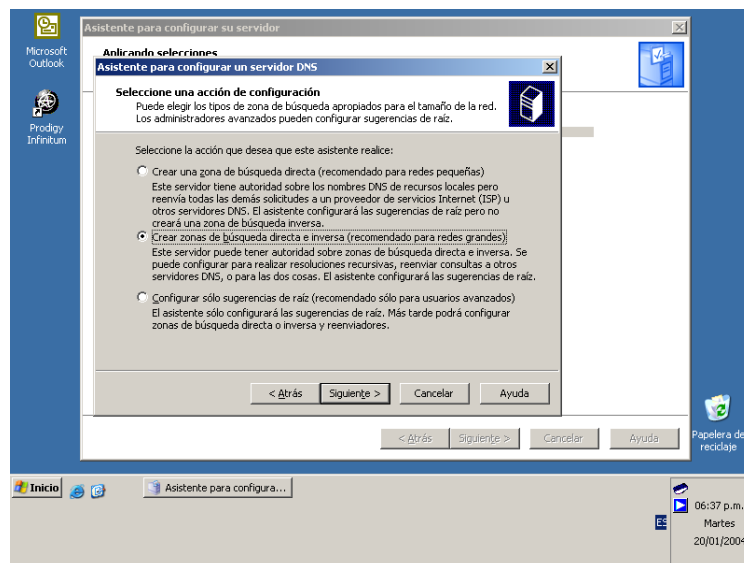 Microsoft
Outlook
Prodigy
Infinitum
Asistente para configurar su servidor
Aplicando selecciones
Asistente para configurar un servidor DNS
Seleccione una acción de configuración
Puede elegir los tipos de zona de búsqueda apropiados para el tamaño de la red.
Los administradores avanzados pueden configurar sugerencias de raíz.
Seleccione la acción que desea que este asistente realice:
Crear una zona de búsqueda directa (recomendado para redes pequeñas)
Este servidor tiene autoridad sobre los nombres DNS de recursos locales pero
reenvía todas las demás solicitudes a un proveedor de servicios Internet (ISP) u
otros servidores DNS. El asistente configurará las sugerencias de raíz pero no
creará una zona de búsqueda inversa.
Crear zonas de búsqueda directa e inversa (recomendado para redes grandes)
Este servidor puede tener autoridad sobre zonas de búsqueda directa e inversa. Se
puede configurar para realizar resoluciones recursivas, reenviar consultas a otros
servidores DNS, o para las dos cosas. El asistente configurará las sugerencias de raíz.
Configurar sólo sugerencias de raíz (recomendado sólo para usuarios avanzados)
El asistente sólo configurará las sugerencias de raíz. Más tarde podrá configurar
zonas de búsqueda directa o inversa y reenviadores.
< Atrás Siguiente > Cancelar Ayuda
< Atrás Siguiente > Cancelar Ayuda
Papelera de
reciclaje
Inicio
Asistente para configura...
ES
06:37 p.m.
Martes
20/01/2004